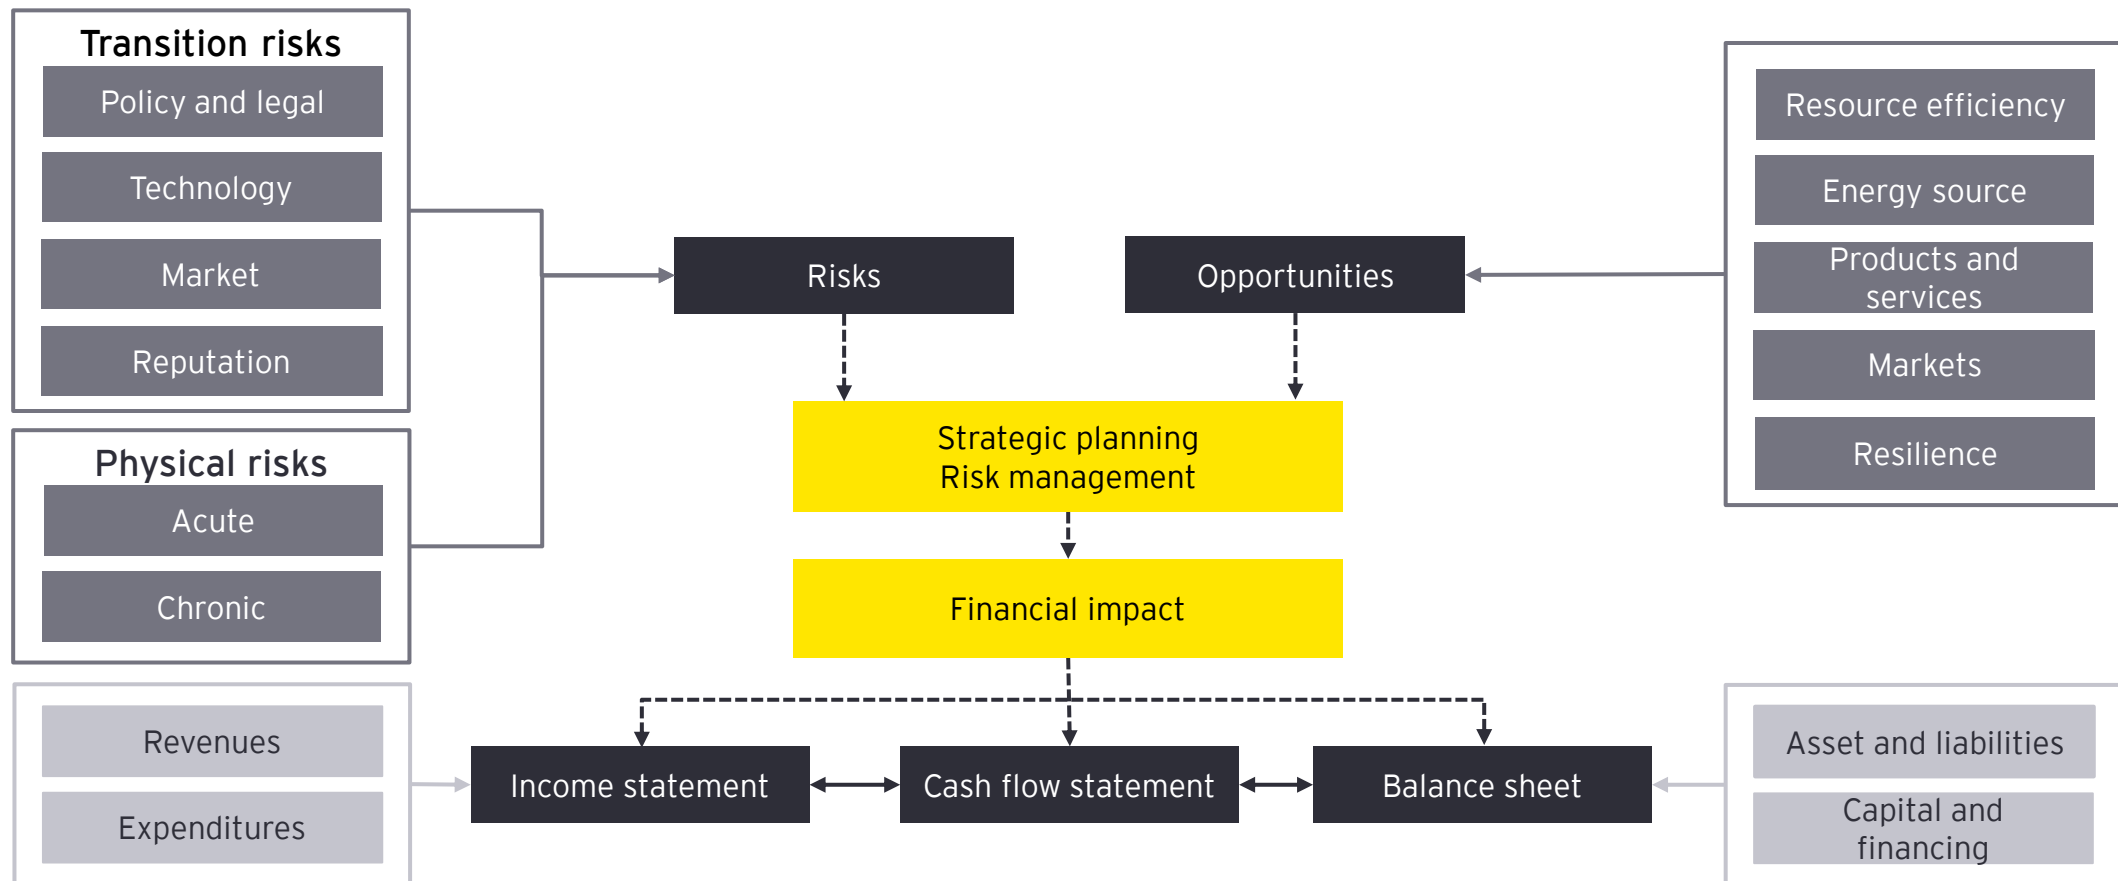 Transition risks
Policy and legal
Technology
Market
Reputation
Physical risks
Acute
Chronic
Revenues
Expenditures
Risks
Opportunities
Strategic planning
Risk management
Financial impact
Income statement
Cash flow statement
Balance sheet
Resource efficiency
Energy source
Products and
services
Markets
Resilience
Asset and liabilities
Capital and
financing